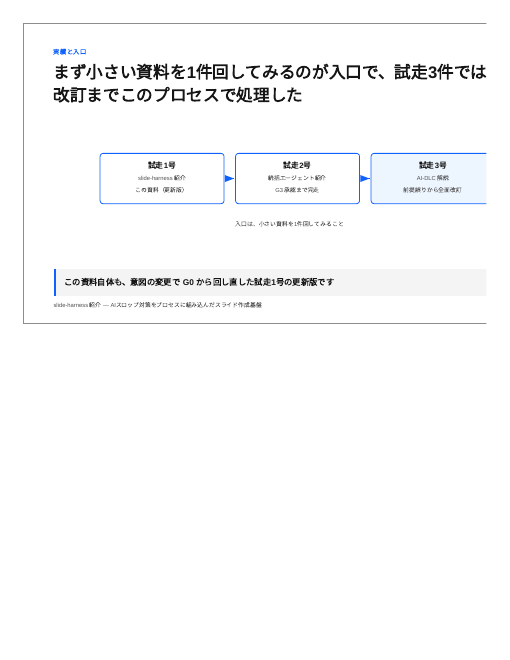 実績と入口
まず小さい資料を1件回してみるのが入口で、試走3件では
改訂までこのプロセスで処理した
試走1号
slide-harness 紹介
この資料（更新版）
試走2号
新感エージェント紹介
G3 承認まで完走
試走3号
AI-DLC 解説
前提誤りから全面改訂
入口は、小さい資料を1件回してみること
この資料自体も、意図の変更で G0 から回し直した試走1号の更新版です
slide-harness 紹介 — AIスロップ対策をプロセスに組み込んだスライド作成基盤